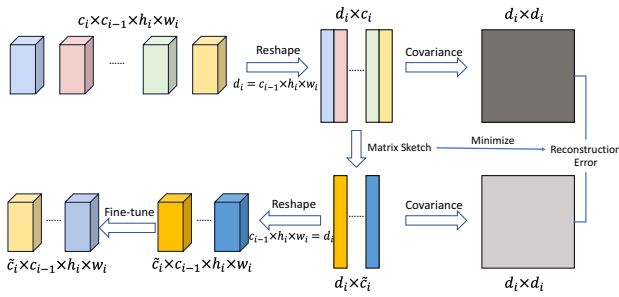 c_i×c_{i-1}×h_i×w_i
d_i×c_i
d_i×d_i
......
Reshape
d_i = c_{i-1}×h_i×w_i
......
Covariance
Matrix Sketch
Minimize
Reconstruction
Error
......
Fine-tune
......
Reshape
c_{i-1}×h_i×w_i = d_i
......
Covariance
c̃_i×c_{i-1}×h_i×w_i
c̃_i×c_{i-1}×h_i×w_i
d_i×c̃_i
d_i×d_i